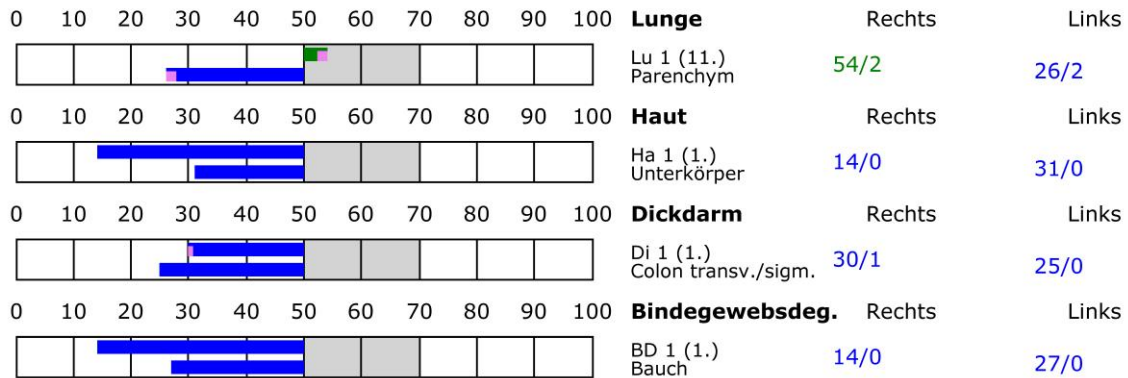 0 10 20 30 40 50 60 70 80 90 100 Lunge Rechts Links
Lu 1 (11.)
Parenchym 54/2 26/2
0 10 20 30 40 50 60 70 80 90 100 Haut Rechts Links
Ha 1 (1.)
Unterkörper 14/0 31/0
0 10 20 30 40 50 60 70 80 90 100 Dickdarm Rechts Links
Di 1 (1.)
Colon transv./sigm. 30/1 25/0
0 10 20 30 40 50 60 70 80 90 100 Bindegewebsdeg. Rechts Links
BD 1 (1.)
Bauch 14/0 27/0